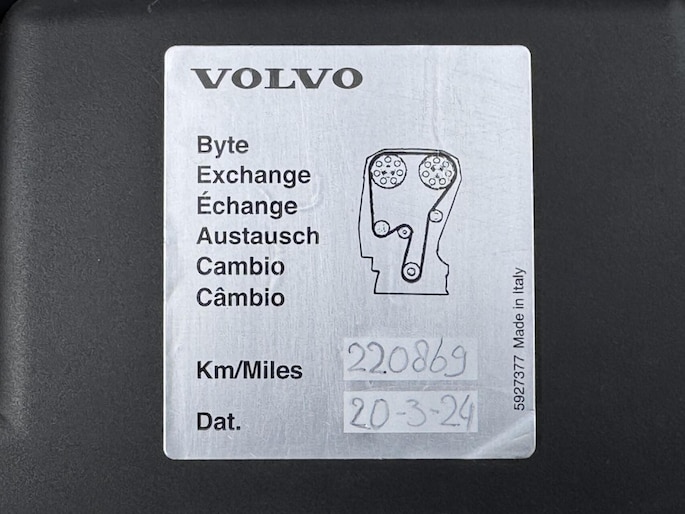 VOLVO
Byte
Exchange
Échange
Austausch
Cambio
Câmbio
Km/Miles 220869
Dat. 20-3-24
5927377 Made in Italy